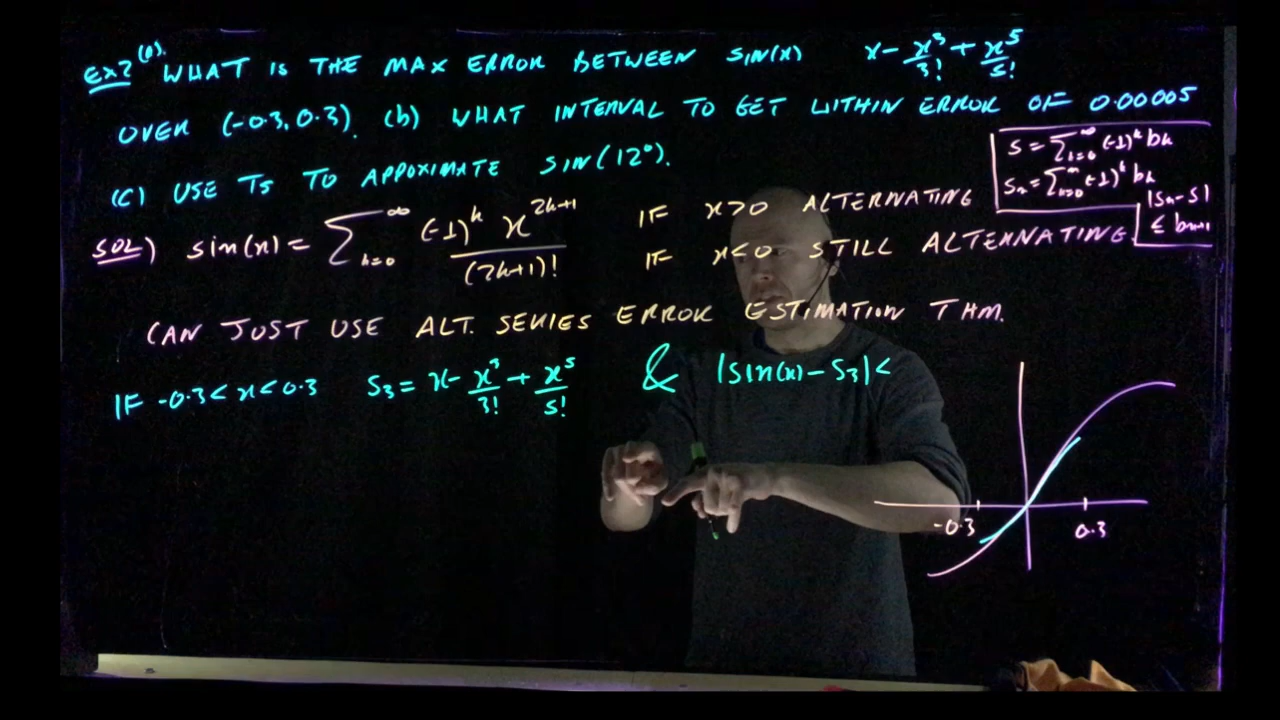 EX? (a). WHAT IS THE MAX ERROR BETWEEN SIN(x) x - x³/3! + x⁵/5!
OVER (-0.3, 0.3). (b) WHAT INTERVAL TO GET WITHIN ERROR OF 0.00005
(C) USE T5 TO APPOXIMATE SIN(12°).
S = ∑_{k=0}^{∞} (-1)^k bk
Sn = ∑_{k=0}^{n} (-1)^k bk
|Sn - S|
≤ bn+1
SOL) sin(x) = ∑_{k=0}^{∞} (-1)^k x^{2k+1}/(2k+1)! IF x>0 ALTERNATING
IF x<0 STILL ALTERNATING.
CAN JUST USE ALT. SERIES ERROR ESTIMATION THM.
IF -0.3 < x < 0.3 S3 = x - x³/3! + x⁵/5! & |sin(x) - S3| <
-0.3 0.3